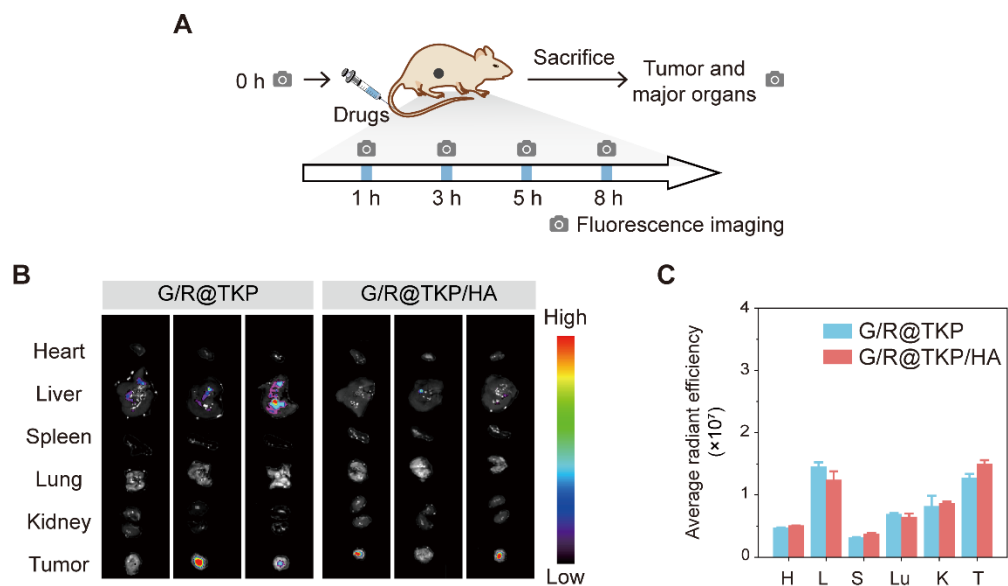 A
0 h
Drugs
Sacrifice
Tumor and
major organs
1 h
3 h
5 h
8 h
Fluorescence imaging
B
G/R@TKP
G/R@TKP/HA
Heart
Liver
Spleen
Lung
Kidney
Tumor
High
Low
C
Average radiant efficiency
(×10⁷)
4
3
2
1
0
G/R@TKP
G/R@TKP/HA
H L S Lu K T